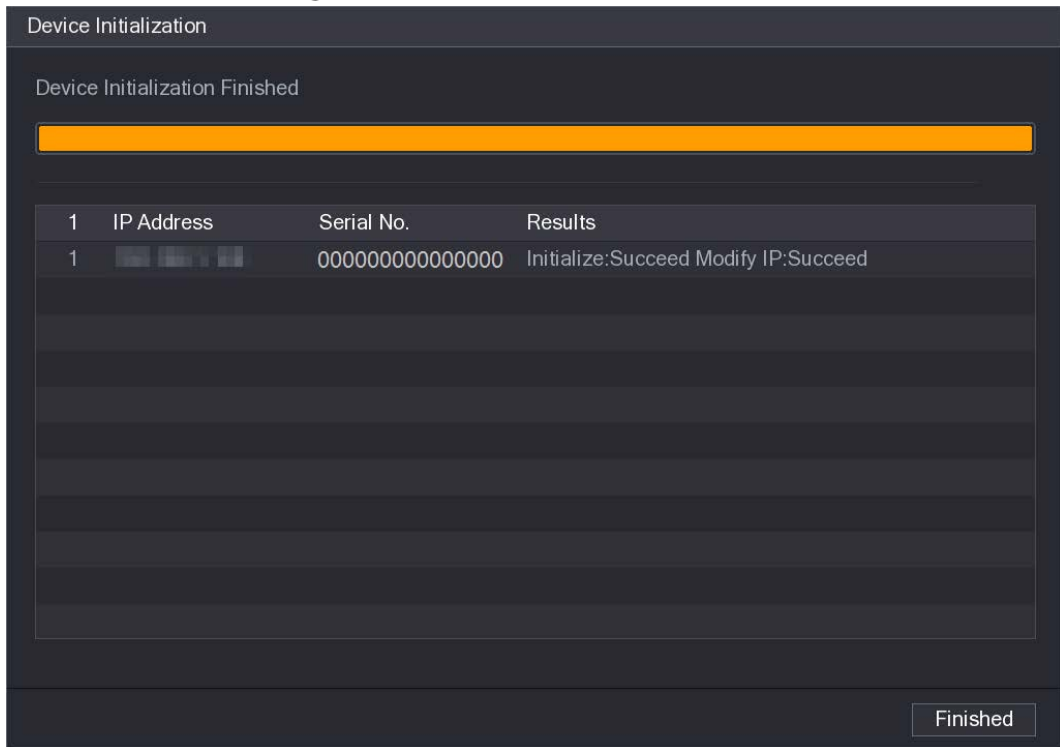 Device Initialization
Device Initialization Finished
1 IP Address Serial No. Results
1 000000000000000 Initialize:Succeed Modify IP:Succeed
Finished